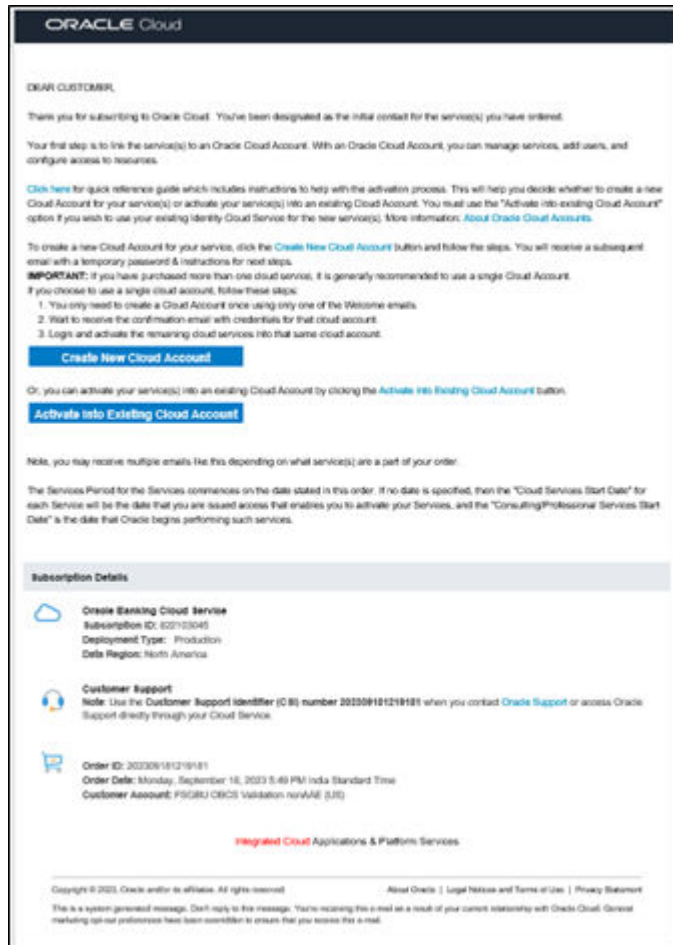 ORACLE Cloud
DEAR CUSTOMER,
Thank you for subscribing to Oracle Cloud. You've been designated as the initial contact for the service(s) you have ordered.
Your first step is to link the service(s) to an Oracle Cloud Account. With an Oracle Cloud Account, you can manage services, add users, and
configure access to resources.
Click here for quick reference guide which includes instructions to help with the activation process. This will help you decide whether to create a new
Cloud Account for your service(s) or activate your service(s) into an existing Cloud Account. You must use the "Activate into existing Cloud Account"
option if you wish to use your existing Identity Cloud Service for the new service(s). More information: About Oracle Cloud Accounts.
To create a new Cloud Account for your service, click the Create New Cloud Account button and follow the steps. You will receive a subsequent
email with a temporary password & instructions for next steps.
IMPORTANT: If you have purchased more than one cloud service, it is generally recommended to use a single Cloud Account.
If you choose to use a single cloud account, follow these steps:
1. You only need to create a Cloud Account once using only one of the Welcome emails.
2. Wait to receive the confirmation email with credentials for that cloud account.
3. Login and activate the remaining cloud services into that same cloud account.
Create New Cloud Account
Or, you can activate your service(s) into an existing Cloud Account by clicking the Activate into Existing Cloud Account button.
Activate into Existing Cloud Account
Note, you may receive multiple emails like this depending on what service(s) are a part of your order.
The Services Period for the Services commences on the date stated in this order. If no date is specified, then the "Cloud Services Start Date" for
each Service will be the date that you are issued access that enables you to activate your Services, and the "Consulting/Professional Services Start
Date" is the date that Oracle begins performing such services.
Subscription Details
Oracle Banking Cloud Service
Subscription ID: 622103045
Deployment Type: Production
Data Region: North America
Customer Support
Note: Use the Customer Support Identifier (CSI) number 202309181219181 when you contact Oracle Support or access Oracle
Support directly through your Cloud Service.
Order ID: 202309181219181
Order Date: Monday, September 18, 2023 5:49 PM India Standard Time
Customer Account: FSGBU OBCS Validation nonAAE (US)
Integrated Cloud Applications & Platform Services
Copyright © 2023, Oracle and/or its affiliates. All rights reserved.
About Oracle | Legal Notices and Terms of Use | Privacy Statement
This is a system generated message. Don't reply to this message. You're receiving this e-mail as a result of your current relationship with Oracle Cloud. General
marketing opt-out preferences have been overridden to ensure that you receive this e-mail.